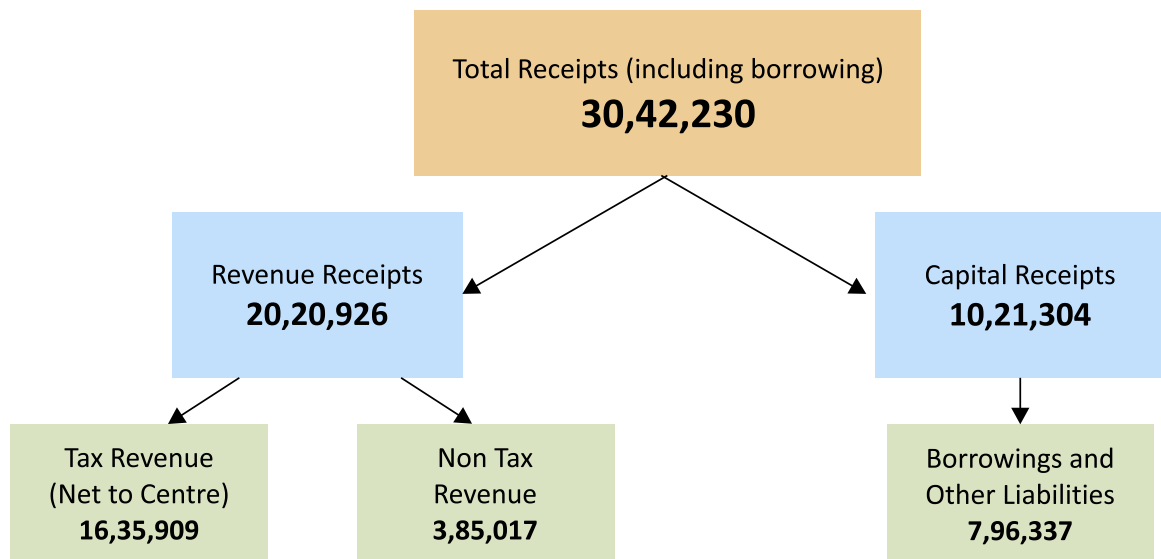 Total Receipts (including borrowing)
30,42,230
Revenue Receipts
20,20,926
Capital Receipts
10,21,304
Tax Revenue
(Net to Centre)
16,35,909
Non Tax
Revenue
3,85,017
Borrowings and
Other Liabilities
7,96,337